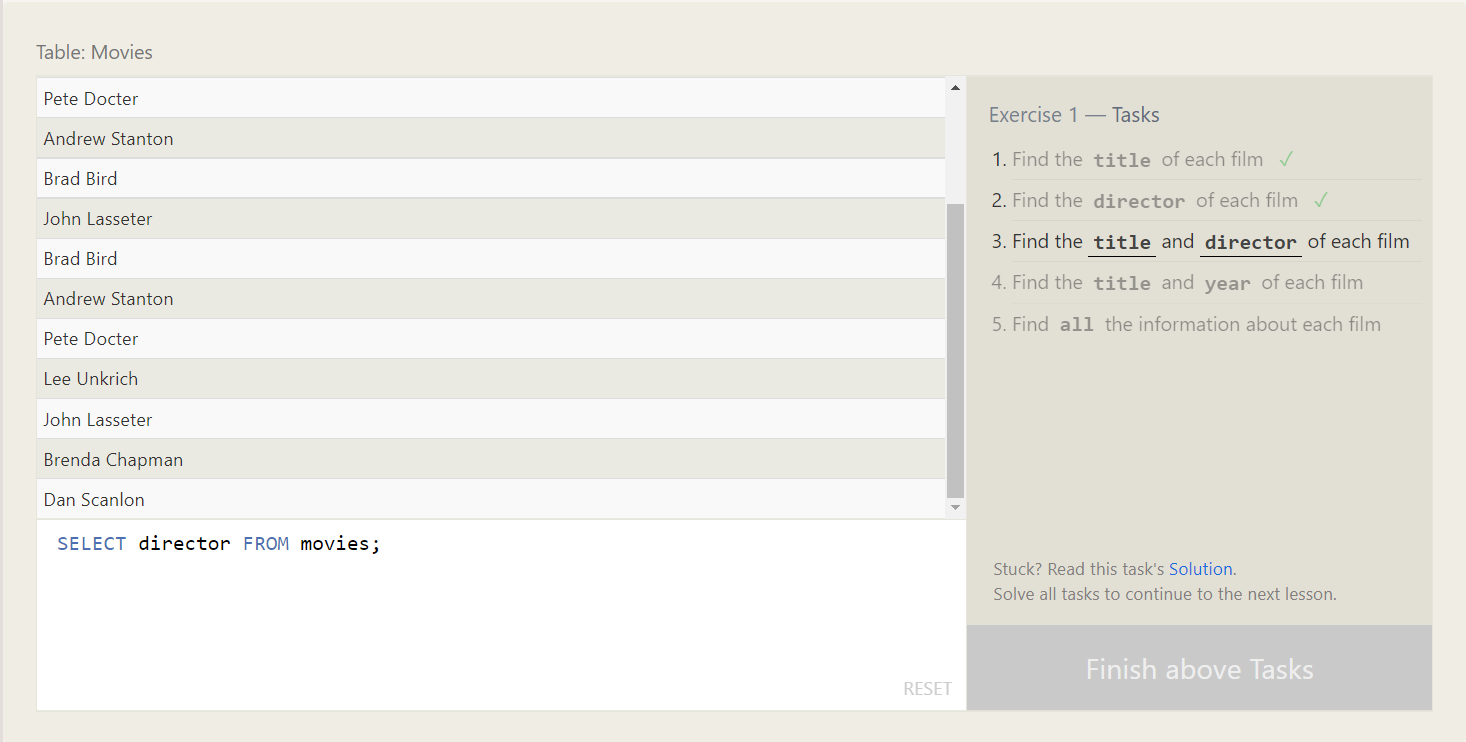 Table: Movies
Pete Docter
Andrew Stanton
Brad Bird
John Lasseter
Brad Bird
Andrew Stanton
Pete Docter
Lee Unkrich
John Lasseter
Brenda Chapman
Dan Scanlon
SELECT director FROM movies;
RESET
Exercise 1 — Tasks
1. Find the title of each film ✓
2. Find the director of each film ✓
3. Find the title and director of each film
4. Find the title and year of each film
5. Find all the information about each film
Stuck? Read this task's Solution.
Solve all tasks to continue to the next lesson.
Finish above Tasks